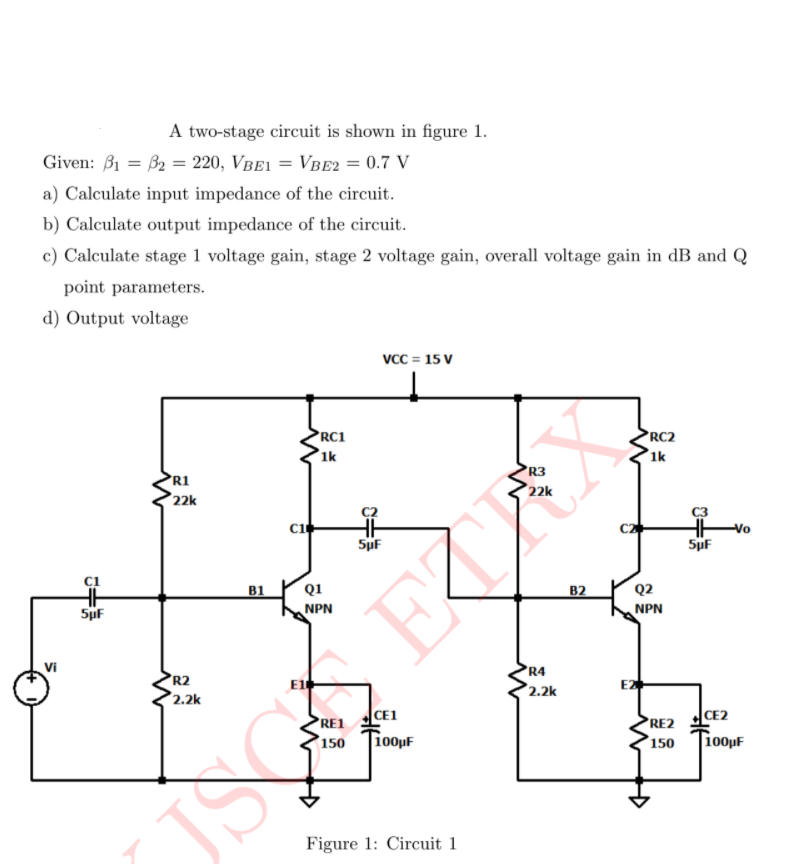 A two-stage circuit is shown in figure 1.
Given: β1 = β2 = 220, VBE1 = VBE2 = 0.7 V
a) Calculate input impedance of the circuit.
b) Calculate output impedance of the circuit.
c) Calculate stage 1 voltage gain, stage 2 voltage gain, overall voltage gain in dB and Q
point parameters.
d) Output voltage
VCC = 15 V
RC1
1k
RC2
1k
R1
22k
R3
22k
C2
5µF
C3
5µF
C1
C2
Vo
C1
5µF
B1
Q1
NPN
B2
Q2
NPN
Vi
R2
2.2k
R4
2.2k
E1
E2
RE1
150
CE1
100µF
RE2
150
CE2
100µF
JSCE ETRX
Figure 1: Circuit 1